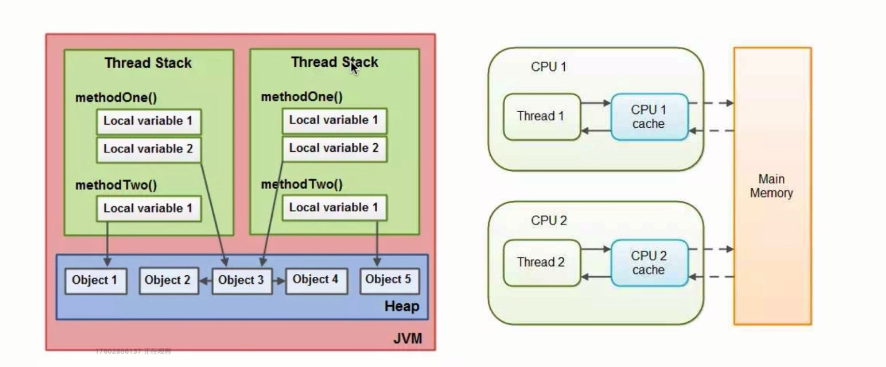 Thread Stack
methodOne()
Local variable 1
Local variable 2
methodTwo()
Local variable 1
Thread Stack
methodOne()
Local variable 1
Local variable 2
methodTwo()
Local variable 1
Object 1
Object 2
Object 3
Object 4
Object 5
Heap
JVM
CPU 1
Thread 1
CPU 1
cache
CPU 2
Thread 2
CPU 2
cache
Main
Memory